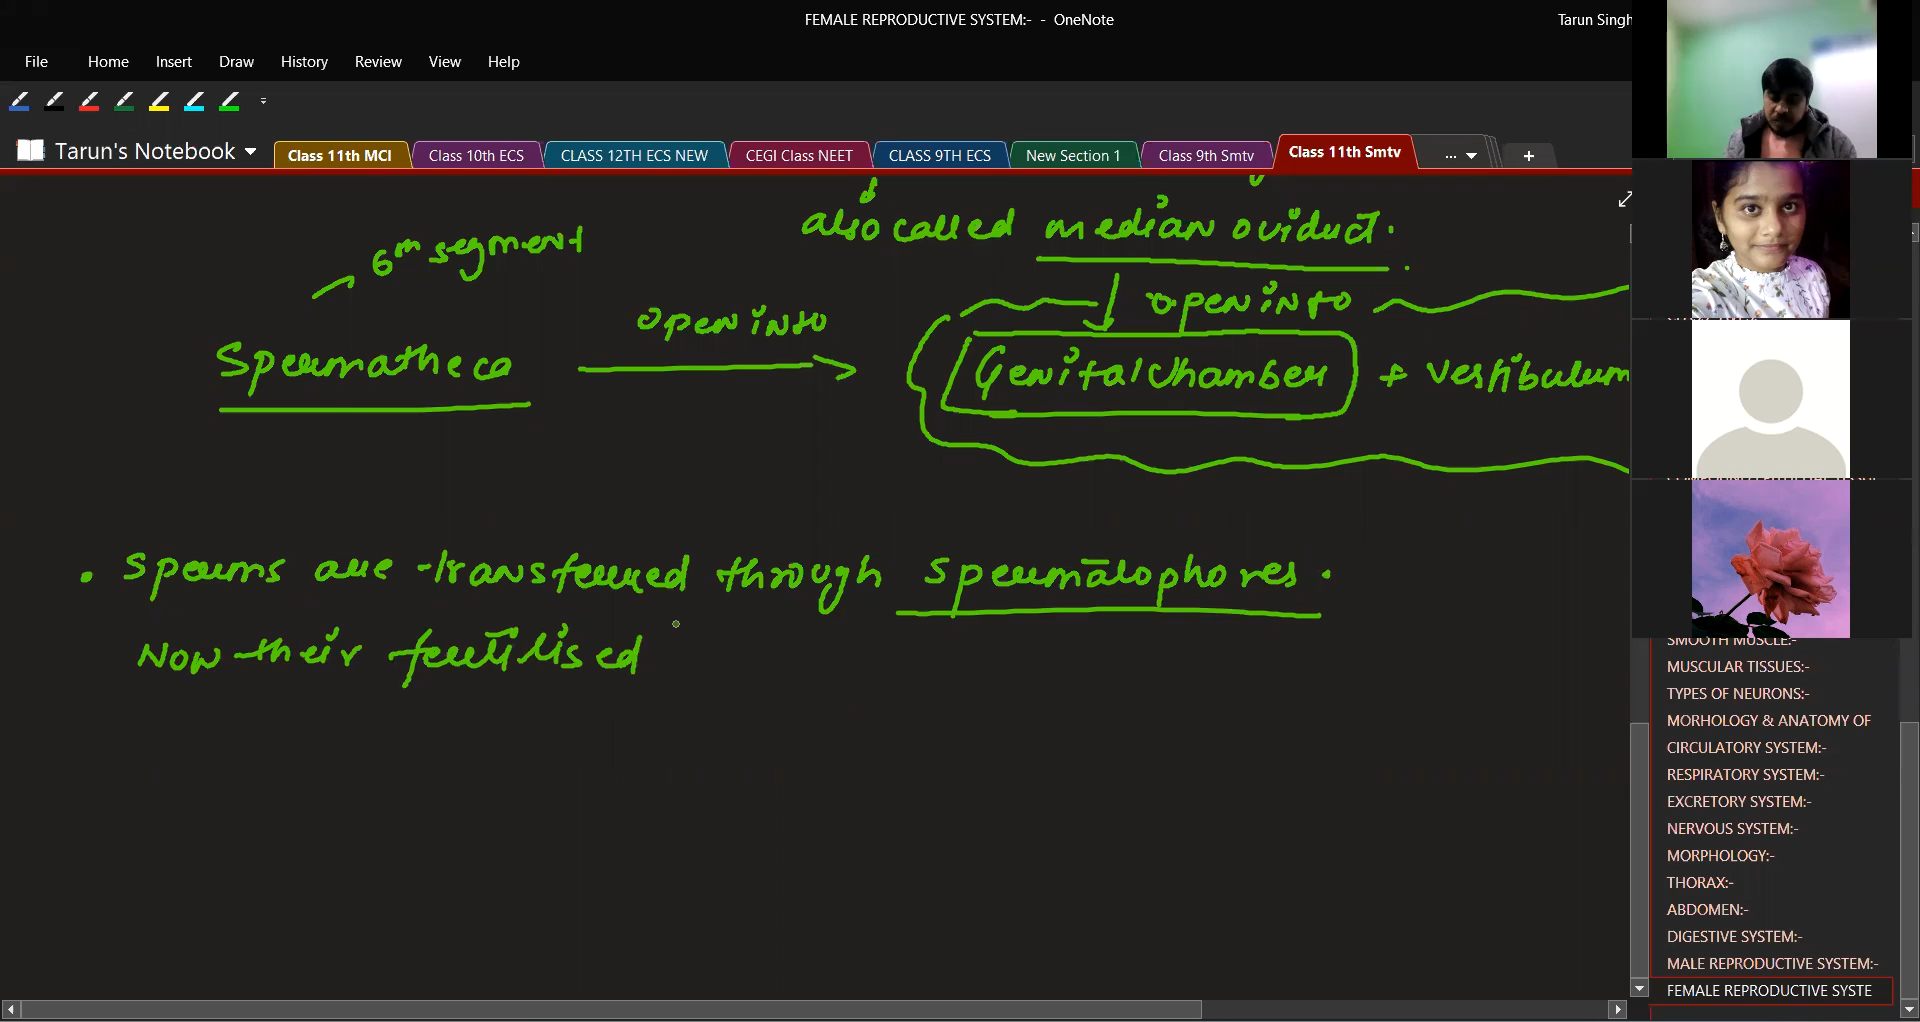 FEMALE REPRODUCTIVE SYSTEM:- - OneNote
Tarun Singh
File Home Insert Draw History Review View Help
Tarun's Notebook
Class 11th MCI
Class 10th ECS
CLASS 12TH ECS NEW
CEGI Class NEET
CLASS 9TH ECS
New Section 1
Class 9th Smtv
Class 11th Smtv
...
+
also called median oviduct.
6th segment
open into
open into
Spermatheca
Genital chamber + vestibulum
. Sperms are transferred through spermatophores.
Now their fertilised
SMOOTH MUSCLE:-
MUSCULAR TISSUES:-
TYPES OF NEURONS:-
MORHOLOGY & ANATOMY OF
CIRCULATORY SYSTEM:-
RESPIRATORY SYSTEM:-
EXCRETORY SYSTEM:-
NERVOUS SYSTEM:-
MORPHOLOGY:-
THORAX:-
ABDOMEN:-
DIGESTIVE SYSTEM:-
MALE REPRODUCTIVE SYSTEM:-
FEMALE REPRODUCTIVE SYSTE